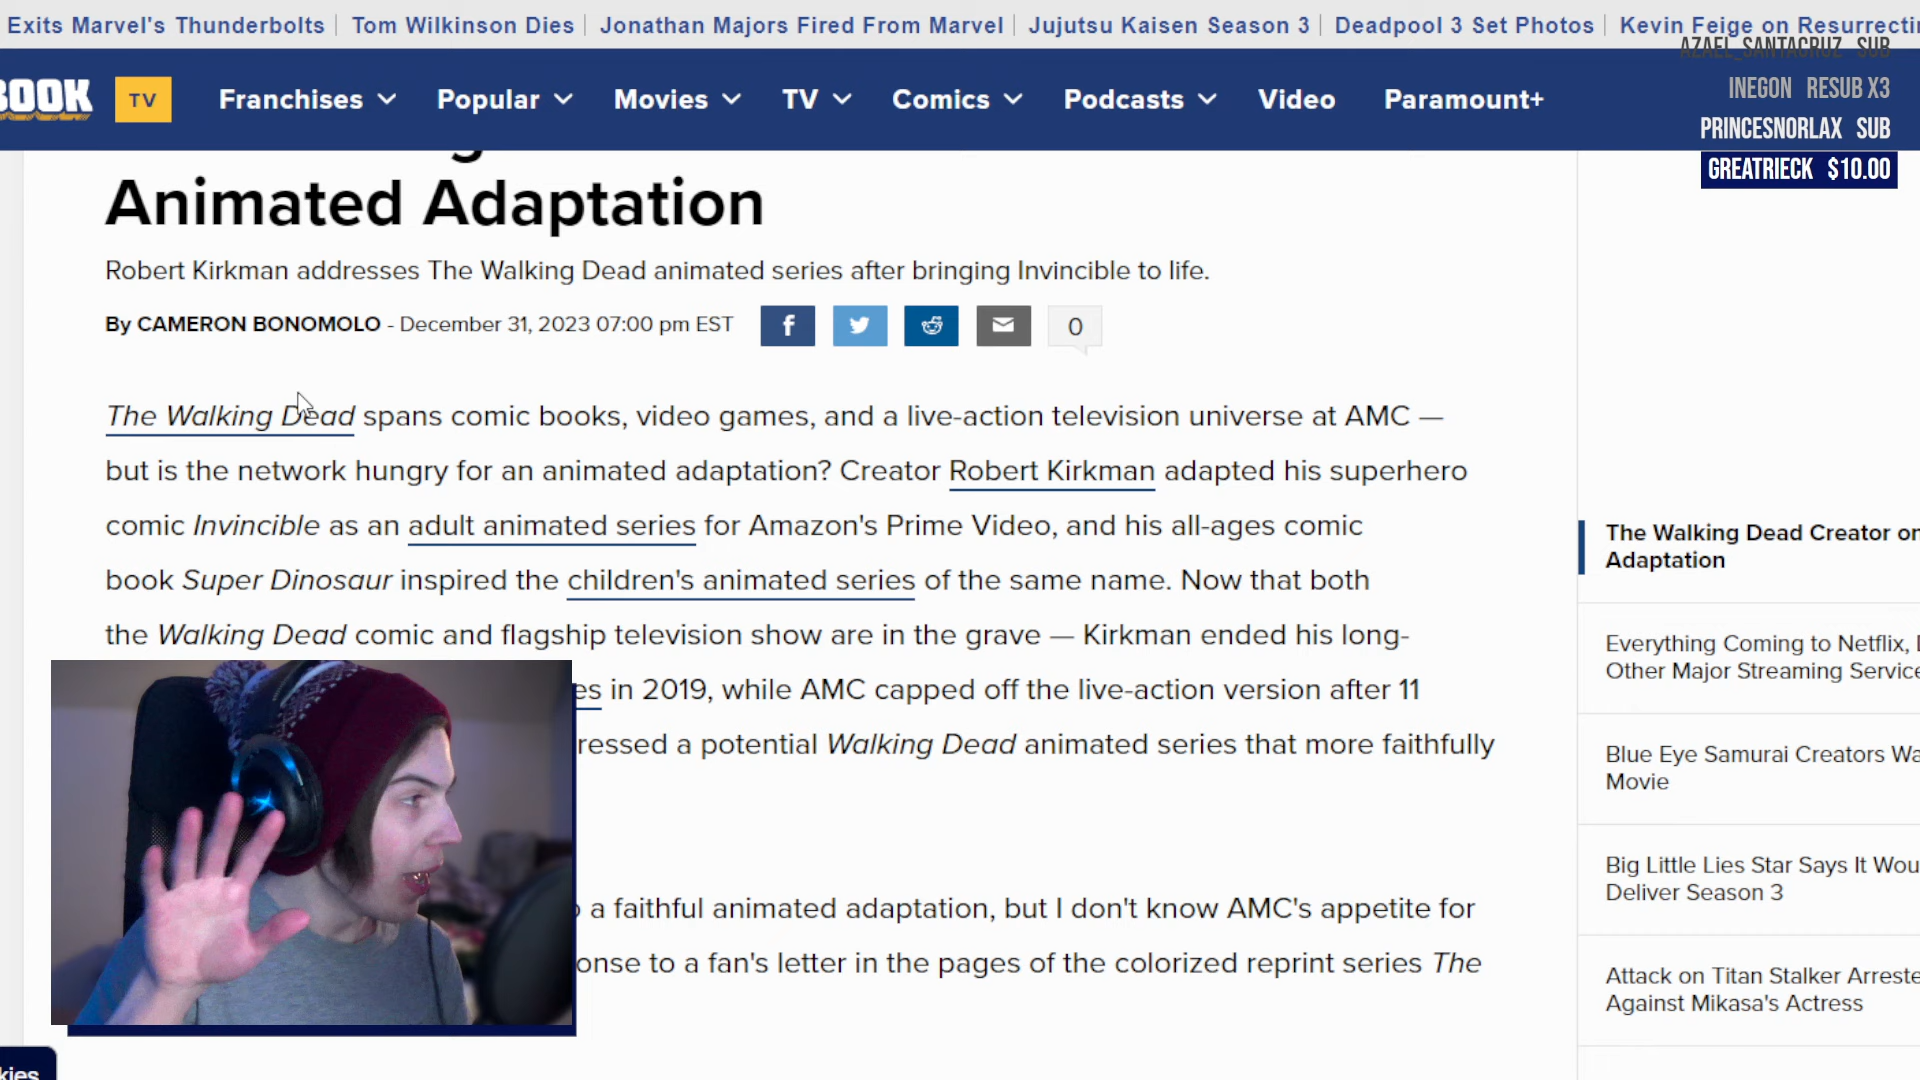 Exits Marvel's Thunderbolts Tom Wilkinson Dies Jonathan Majors Fired From Marvel Jujutsu Kaisen Season 3 Deadpool 3 Set Photos Kevin Feige on
AZAEL_SANTACRUZ SUB
INEGON RESUB X3
BOOK TV Franchises Popular Movies TV Comics Podcasts Video Paramount+
PRINCESNORLAX SUB
GREATRIECK $10.00
Animated Adaptation
Robert Kirkman addresses The Walking Dead animated series after bringing Invincible to life.
By CAMERON BONOMOLO - December 31, 2023 07:00 pm EST
f
0
The Walking Dead spans comic books, video games, and a live-action television universe at AMC —
but is the network hungry for an animated adaptation? Creator Robert Kirkman adapted his superhero
comic Invincible as an adult animated series for Amazon's Prime Video, and his all-ages comic
book Super Dinosaur inspired the children's animated series of the same name. Now that both
the Walking Dead comic and flagship television show are in the grave — Kirkman ended his long-
es in 2019, while AMC capped off the live-action version after 11
ressed a potential Walking Dead animated series that more faithfully
a faithful animated adaptation, but I don't know AMC's appetite for
onse to a fan's letter in the pages of the colorized reprint series The
The Walking Dead Creator on
Adaptation
Everything Coming to Netflix,
Other Major Streaming Service
Blue Eye Samurai Creators
Movie
Big Little Lies Star Says It
Deliver Season 3
Attack on Titan Stalker
Against Mikasa's Actress
kies